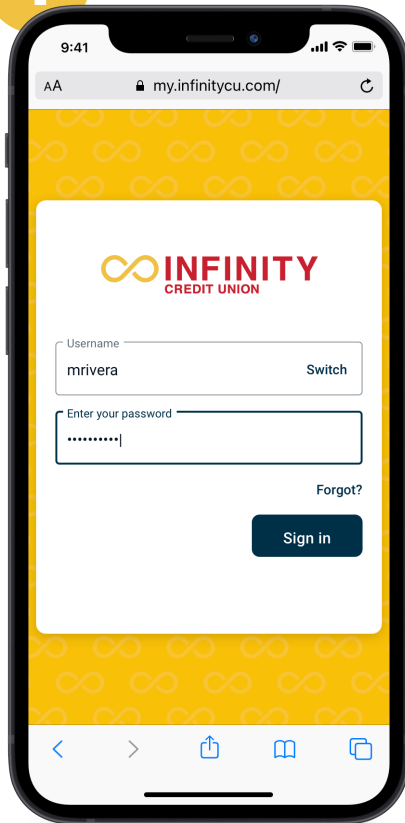 9:41
AA my.infinitycu.com/
INFINITY
CREDIT UNION
Username
mrivera Switch
Enter your password
••••••••••
Forgot?
Sign in